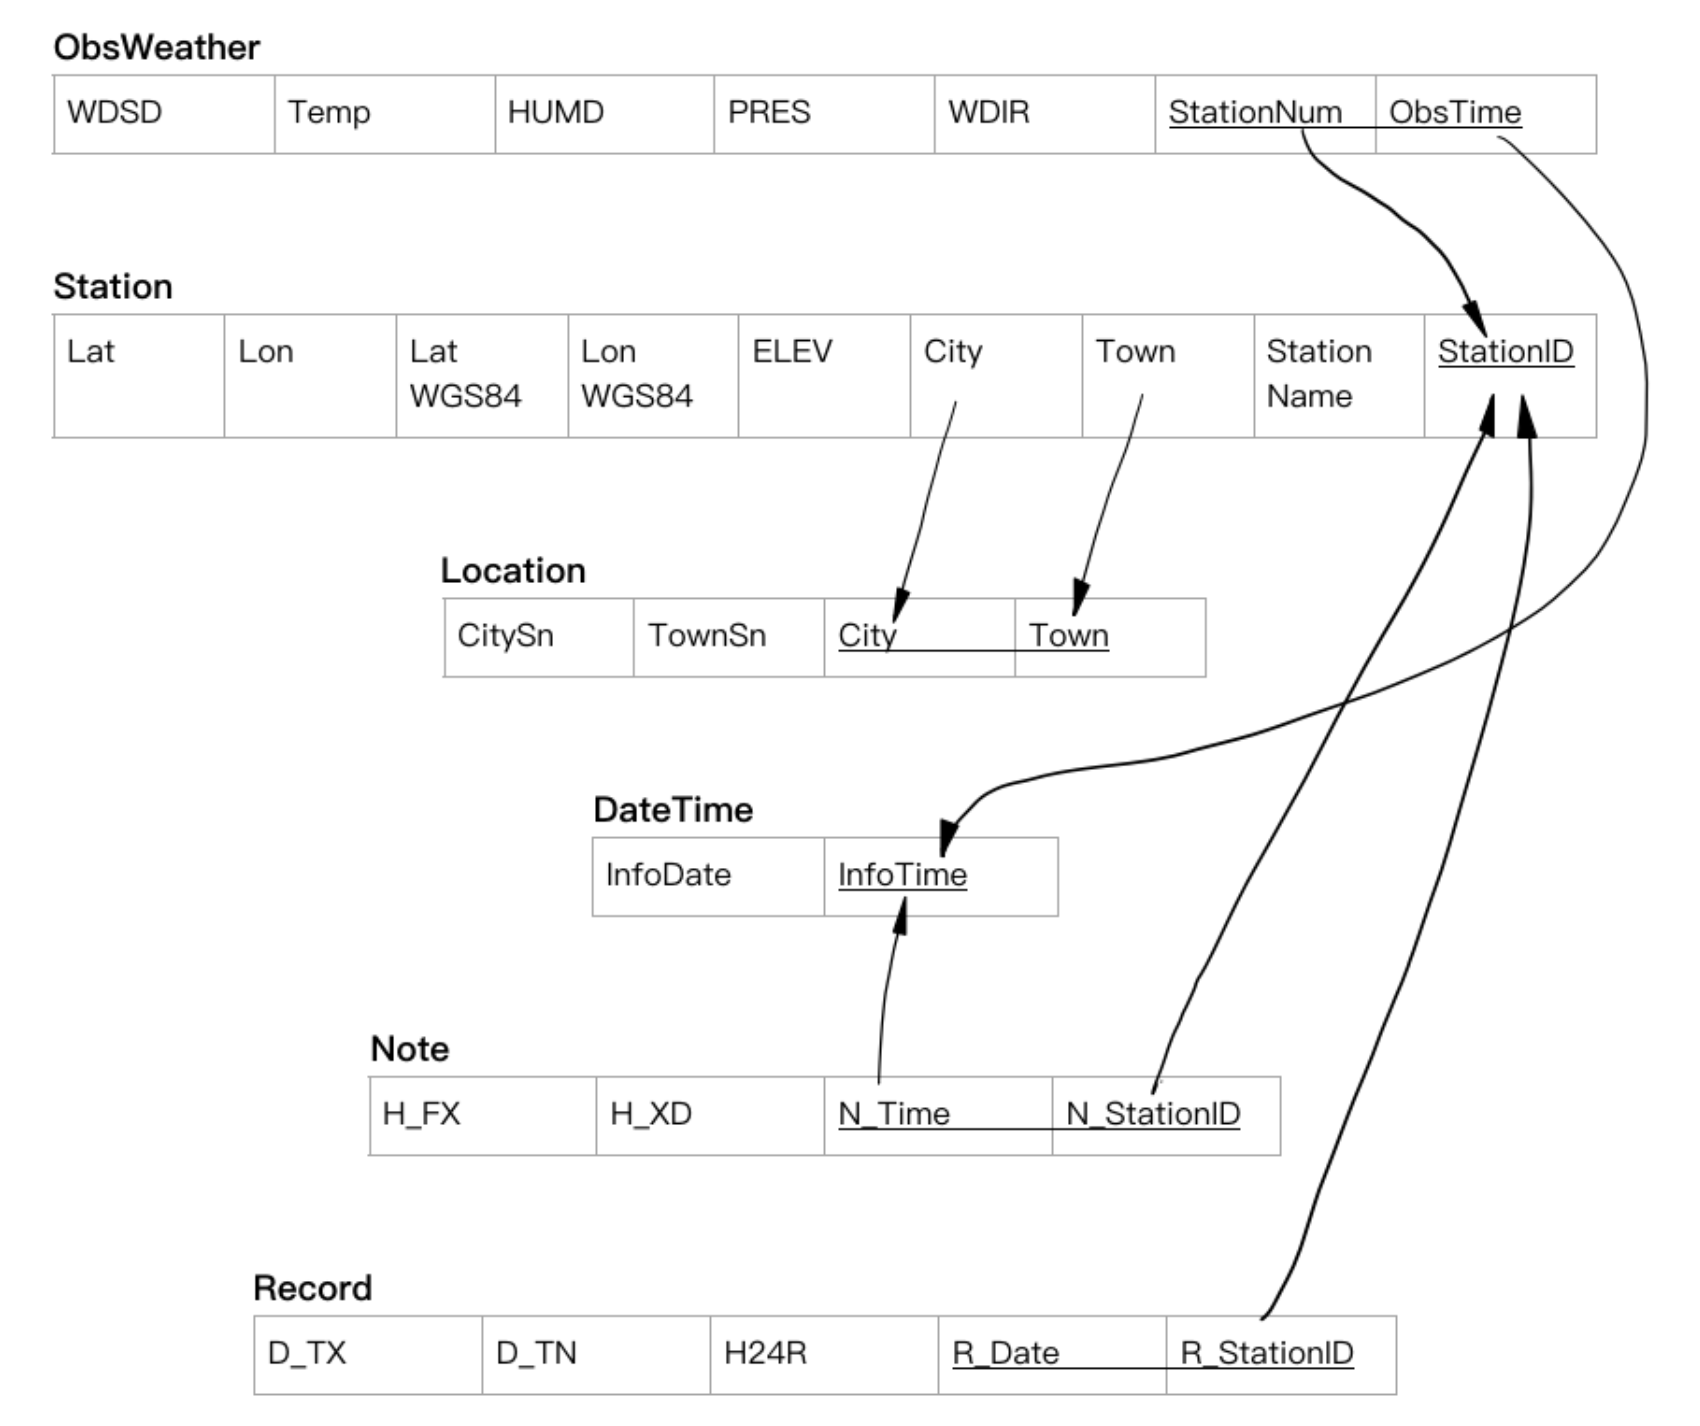 ObsWeather
WDSD Temp HUMD PRES WDIR StationNum ObsTime
Station
Lat Lon Lat WGS84 Lon WGS84 ELEV City Town Station Name StationID
Location
CitySn TownSn City Town
DateTime
InfoDate InfoTime
Note
H_FX H_XD N_Time N_StationID
Record
D_TX D_TN H24R R_Date R_StationID